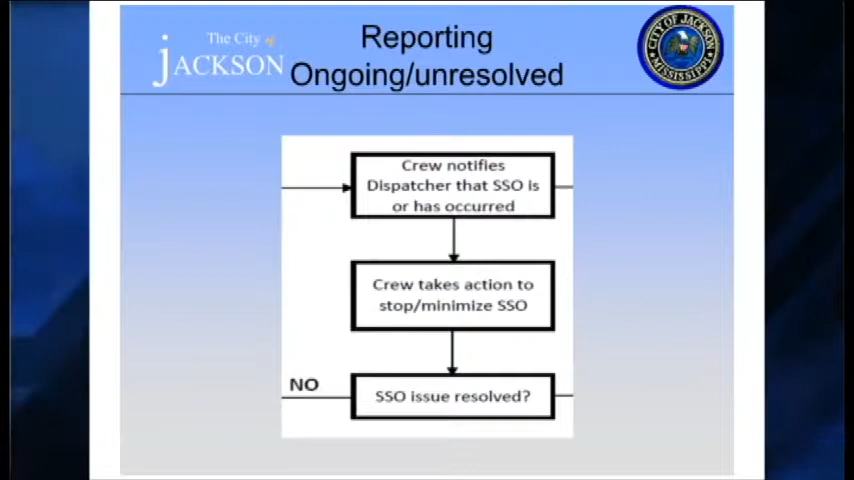 The City of
jACKSON
Reporting
Ongoing/unresolved
CITY OF JACKSON
MISSISSIPPI
Crew notifies
Dispatcher that SSO is
or has occurred
Crew takes action to
stop/minimize SSO
NO
SSO issue resolved?